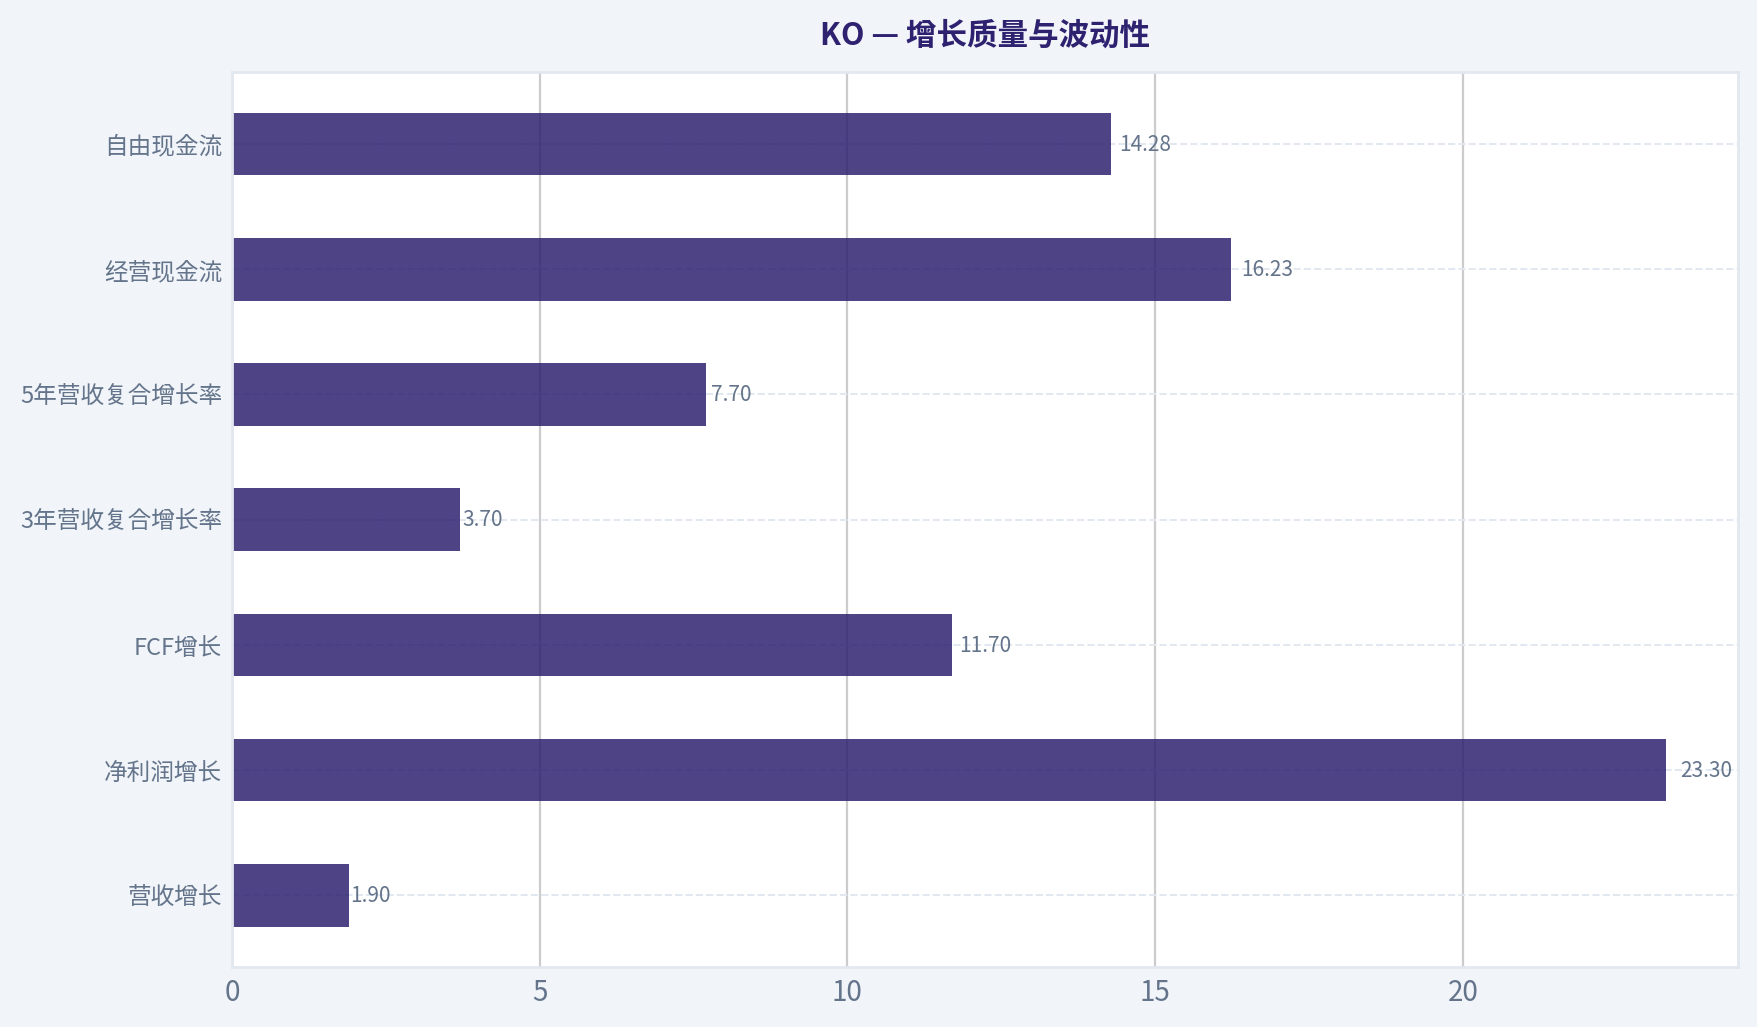 KO — 增长质量与波动性
自由现金流
14.28
经营现金流
16.23
5年营收复合增长率
7.70
3年营收复合增长率
3.70
FCF增长
11.70
净利润增长
23.30
营收增长
1.90
0 5 10 15 20